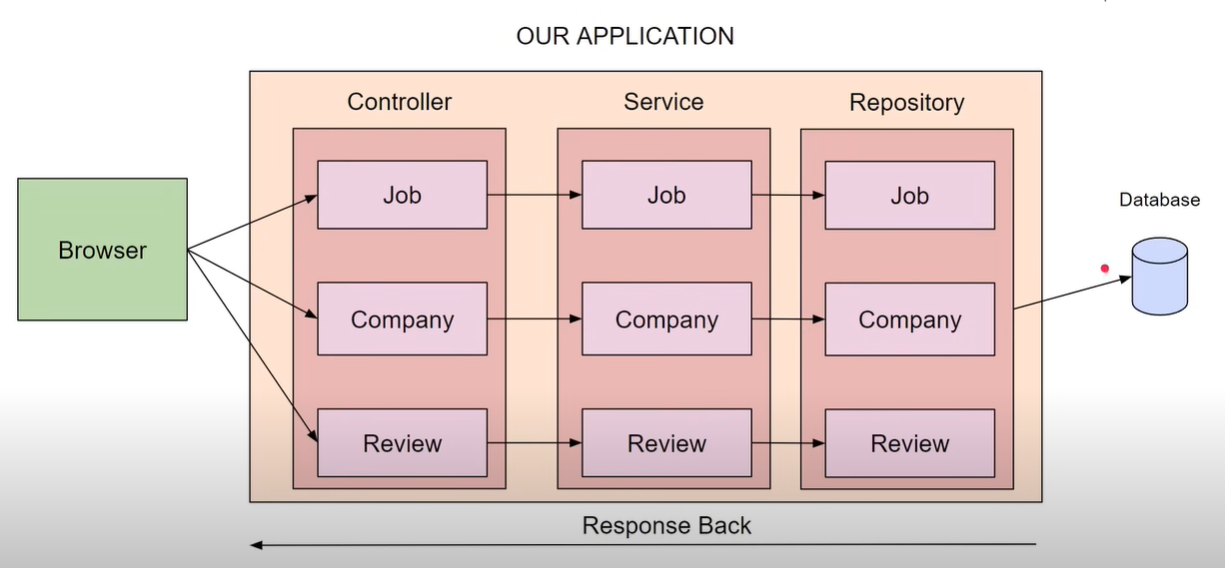 OUR APPLICATION
Controller
Service
Repository
Job
Job
Job
Database
Browser
Company
Company
Company
Review
Review
Review
Response Back